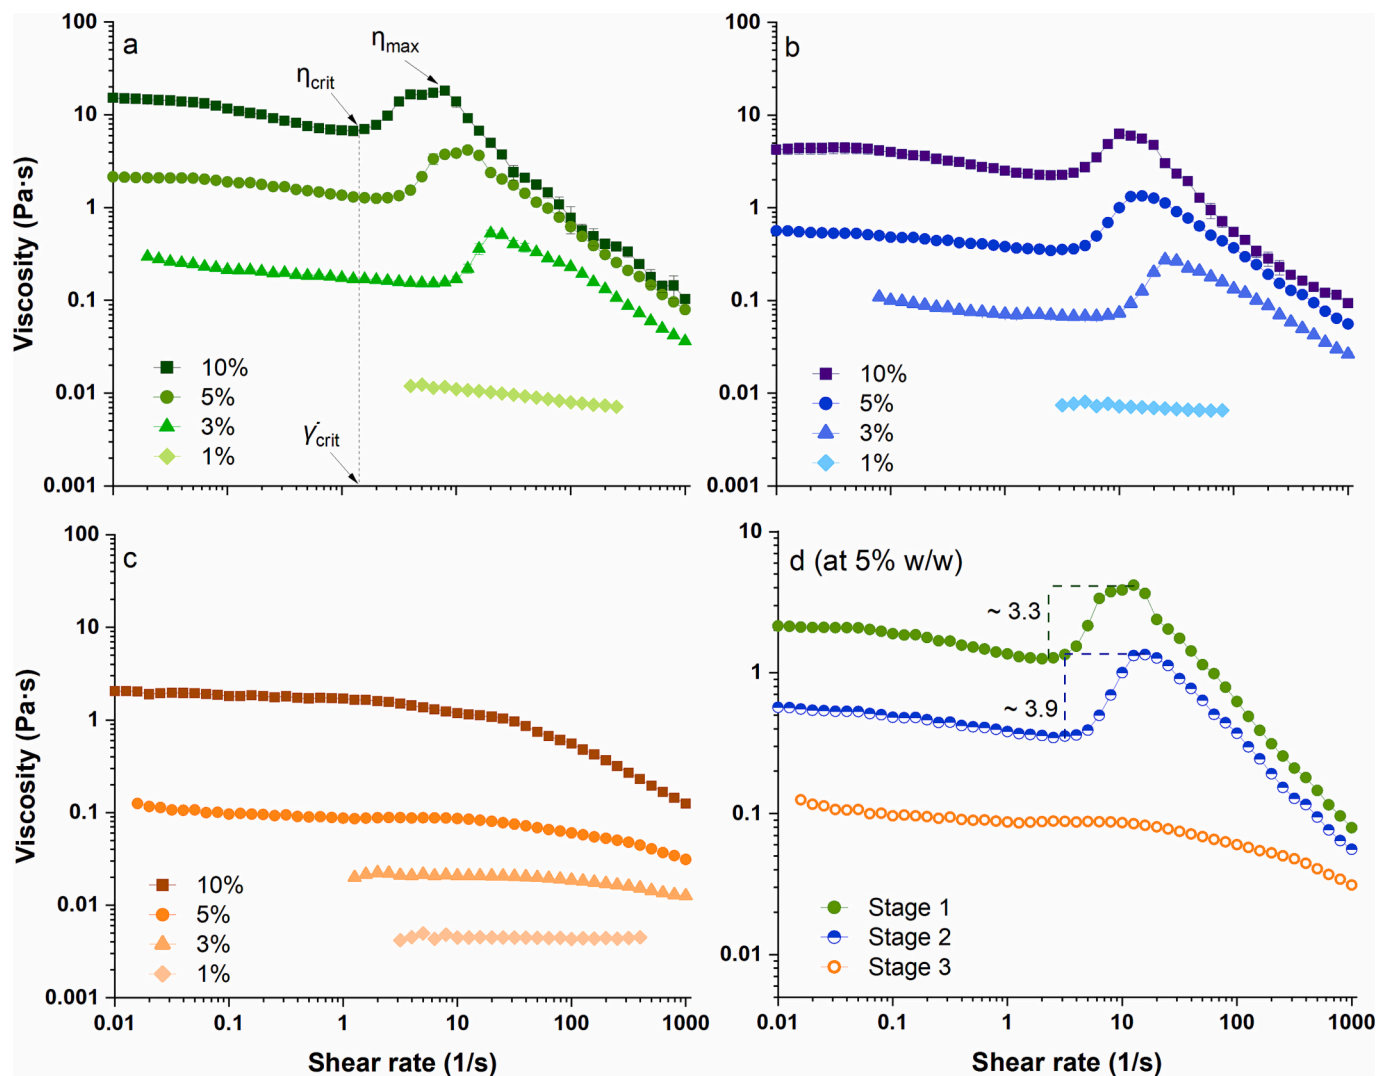 a
η_max
η_crit
Viscosity (Pa·s)
100
10
1
0.1
0.01
0.001
10%
5%
3%
1%
γ̇_crit
b
100
10
1
0.1
0.01
0.001
10%
5%
3%
1%
c
Viscosity (Pa·s)
100
10
1
0.1
0.01
0.001
10%
5%
3%
1%
0.01 0.1 1 10 100 1000
Shear rate (1/s)
d (at 5% w/w)
10
1
0.1
0.01
~ 3.3
~ 3.9
Stage 1
Stage 2
Stage 3
0.01 0.1 1 10 100 1000
Shear rate (1/s)